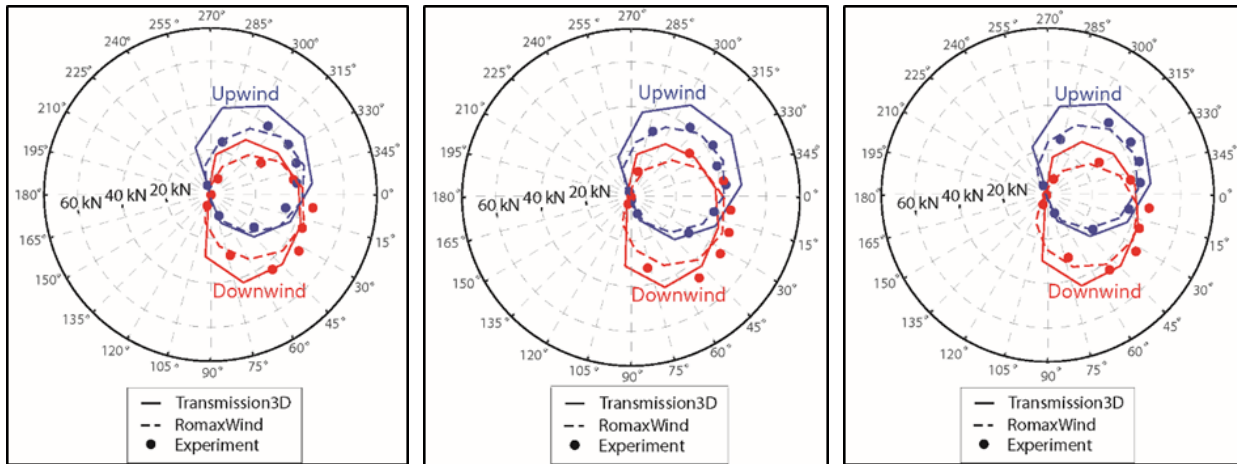 270°
255° 285°
240° 300°
225° 315°
Upwind
210° 330°
195° 345°
180° 60 kN 40 kN 20 kN 0°
165° 15°
150° Downwind 30°
135° 45°
120° 60°
105° 75°
90°
Transmission3D
RomaxWind
Experiment
270°
255° 285°
240° 300°
225° 315°
Upwind
210° 330°
195° 345°
180° 60 kN 40 kN 20 kN 0°
165° 15°
150° Downwind 30°
135° 45°
120° 60°
105° 75°
90°
Transmission3D
RomaxWind
Experiment
270°
255° 285°
240° 300°
225° 315°
Upwind
210° 330°
195° 345°
180° 60 kN 40 kN 20 kN 0°
165° 15°
150° Downwind 30°
135° 45°
120° 60°
105° 75°
90°
Transmission3D
RomaxWind
Experiment